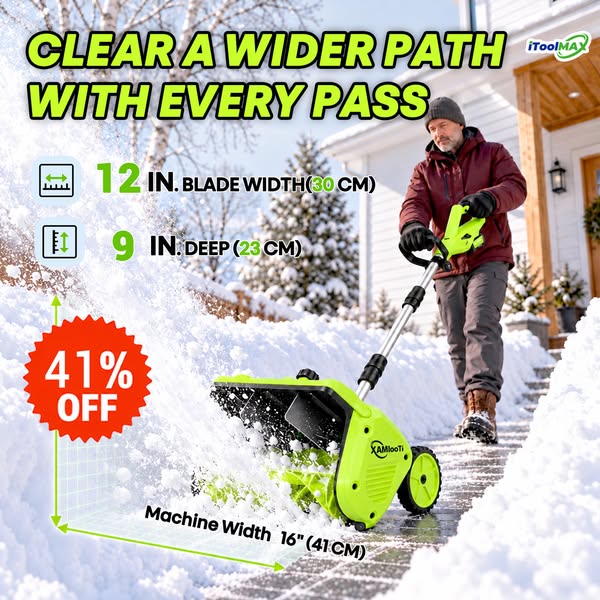 CLEAR A WIDER PATH
iToolMAX
WITH EVERY PASS
12 IN. BLADE WIDTH(30 CM)
9 IN. DEEP (23 CM)
41%
OFF
XAMlooTi
Machine Width 16" (41 CM)